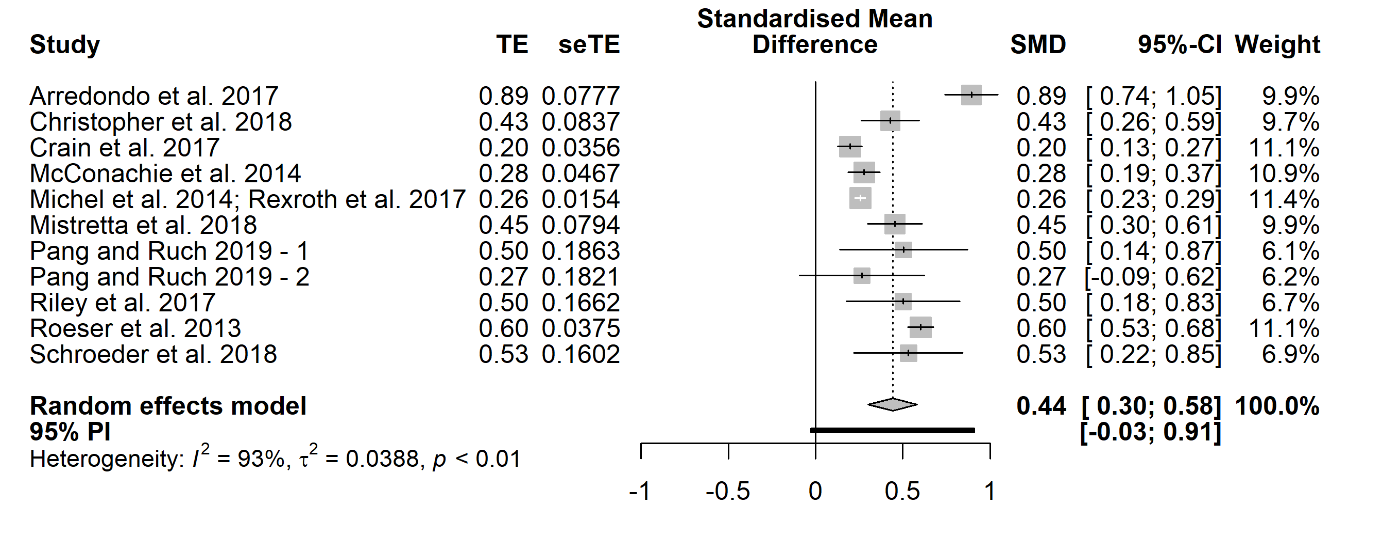 Standardised Mean
Study TE seTE Difference SMD 95%-CI Weight
Arredondo et al. 2017 0.89 0.0777 0.89 [ 0.74; 1.05] 9.9%
Christopher et al. 2018 0.43 0.0837 0.43 [ 0.26; 0.59] 9.7%
Crain et al. 2017 0.20 0.0356 0.20 [ 0.13; 0.27] 11.1%
McConachie et al. 2014 0.28 0.0467 0.28 [ 0.19; 0.37] 10.9%
Michel et al. 2014; Rexroth et al. 2017 0.26 0.0154 0.26 [ 0.23; 0.29] 11.4%
Mistretta et al. 2018 0.45 0.0794 0.45 [ 0.30; 0.61] 9.9%
Pang and Ruch 2019 - 1 0.50 0.1863 0.50 [ 0.14; 0.87] 6.1%
Pang and Ruch 2019 - 2 0.27 0.1821 0.27 [-0.09; 0.62] 6.2%
Riley et al. 2017 0.50 0.1662 0.50 [ 0.18; 0.83] 6.7%
Roeser et al. 2013 0.60 0.0375 0.60 [ 0.53; 0.68] 11.1%
Schroeder et al. 2018 0.53 0.1602 0.53 [ 0.22; 0.85] 6.9%
Random effects model 0.44 [ 0.30; 0.58] 100.0%
95% PI [-0.03; 0.91]
Heterogeneity: I² = 93%, τ² = 0.0388, p < 0.01
-1 -0.5 0 0.5 1